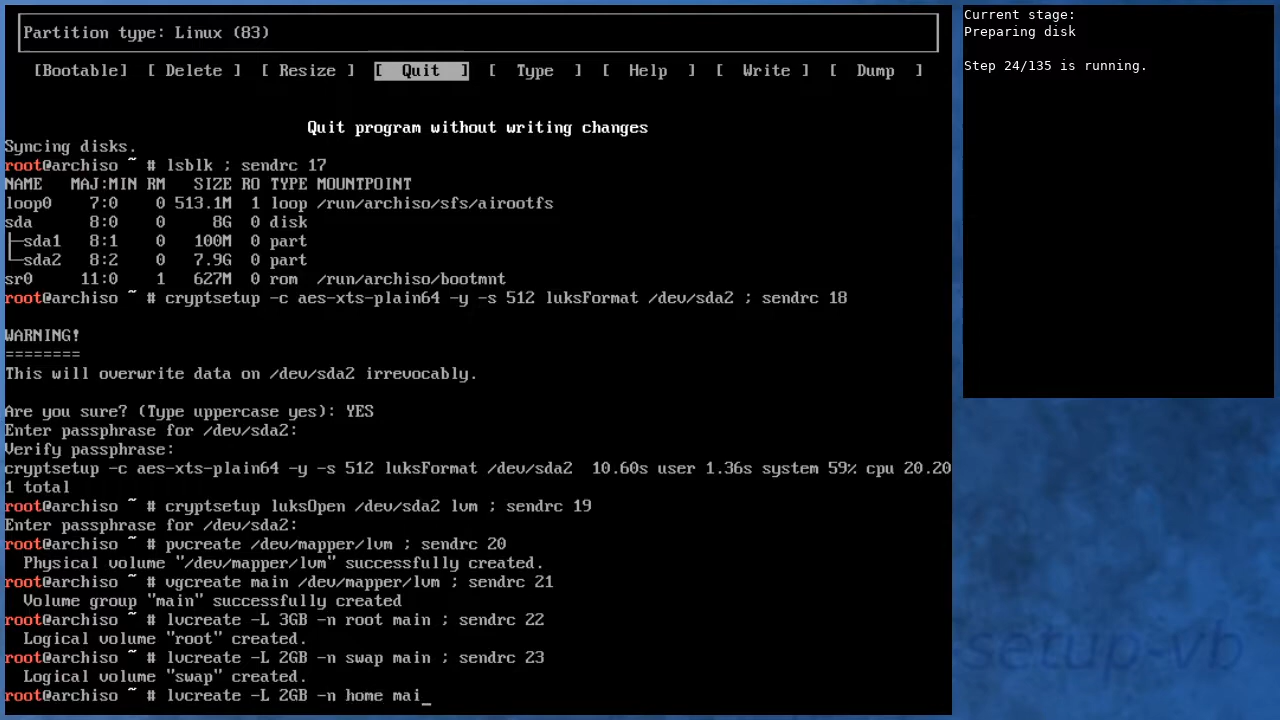 Partition type: Linux (83)
[Bootable] [ Delete ] [ Resize ] [ Quit ] [ Type ] [ Help ] [ Write ] [ Dump ]
Quit program without writing changes
Syncing disks.
root@archiso ~ # lsblk ; sendrc 17
NAME MAJ:MIN RM SIZE RO TYPE MOUNTPOINT
loop0 7:0 0 513.1M 1 loop /run/archiso/sfs/airootfs
sda 8:0 0 8G 0 disk
├─sda1 8:1 0 100M 0 part
└─sda2 8:2 0 7.9G 0 part
sr0 11:0 1 627M 0 rom /run/archiso/bootmnt
root@archiso ~ # cryptsetup -c aes-xts-plain64 -y -s 512 luksFormat /dev/sda2 ; sendrc 18
WARNING!
========
This will overwrite data on /dev/sda2 irrevocably.
Are you sure? (Type uppercase yes): YES
Enter passphrase for /dev/sda2:
Verify passphrase:
cryptsetup -c aes-xts-plain64 -y -s 512 luksFormat /dev/sda2 10.60s user 1.36s system 59% cpu 20.20
1 total
root@archiso ~ # cryptsetup luksOpen /dev/sda2 lvm ; sendrc 19
Enter passphrase for /dev/sda2:
root@archiso ~ # pvcreate /dev/mapper/lvm ; sendrc 20
Physical volume "/dev/mapper/lvm" successfully created.
root@archiso ~ # vgcreate main /dev/mapper/lvm ; sendrc 21
Volume group "main" successfully created
root@archiso ~ # lvcreate -L 3GB -n root main ; sendrc 22
Logical volume "root" created.
root@archiso ~ # lvcreate -L 2GB -n swap main ; sendrc 23
Logical volume "swap" created.
root@archiso ~ # lvcreate -L 2GB -n home mai_
Current stage:
Preparing disk
Step 24/135 is running.
setup-vb